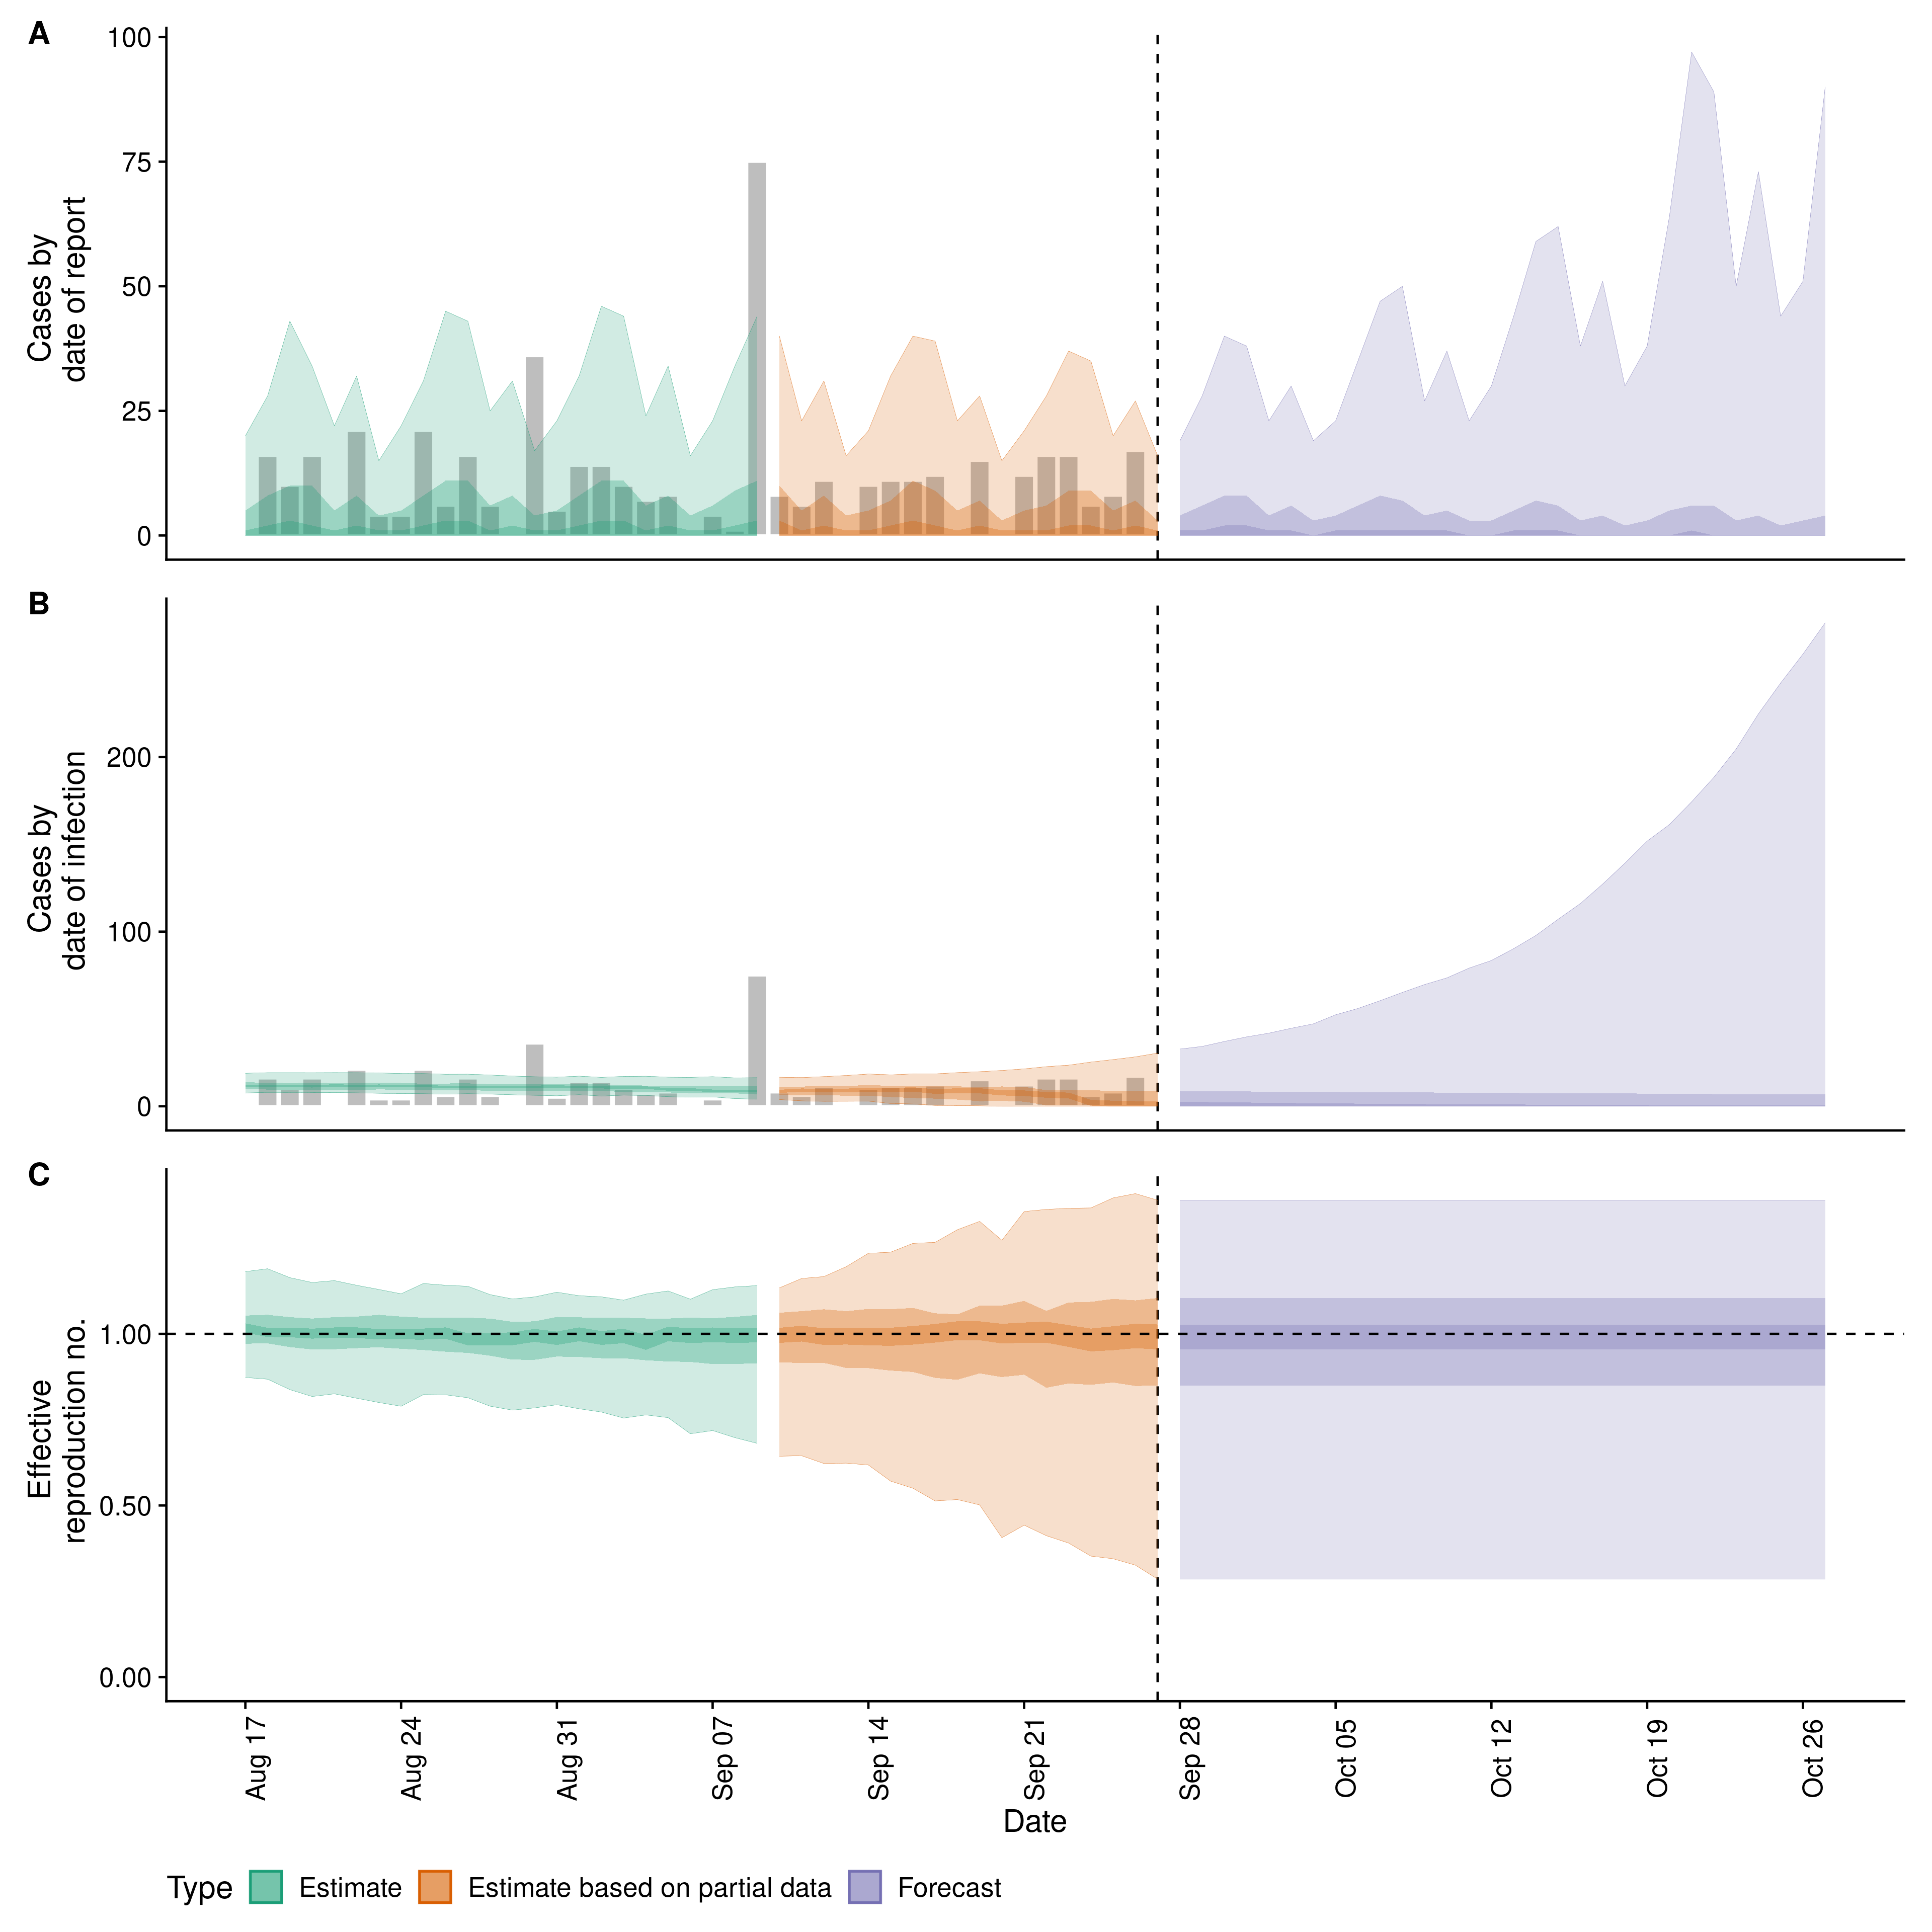 A
100
75
50
25
0
Cases by
date of report
B
200
100
0
Cases by
date of infection
C
1.00
0.50
0.00
Effective
reproduction no.
Aug 17
Aug 24
Aug 31
Sep 07
Sep 14
Sep 21
Sep 28
Oct 05
Oct 12
Oct 19
Oct 26
Date
Type Estimate Estimate based on partial data Forecast